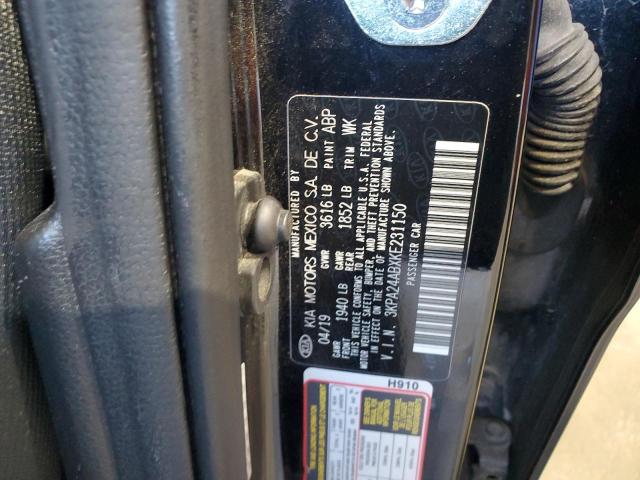 MANUFACTURED BY
KIA KIA MOTORS MEXICO S.A. DE C.V.
04/19 GVWR 3616 LB PAINT ABP
GAWR FRONT 1940 LB GAWR REAR 1852 LB TRIM WK
THIS VEHICLE CONFORMS TO ALL APPLICABLE U.S.A. FEDERAL
MOTOR VEHICLE SAFETY, BUMPER, AND THEFT PREVENTION STANDARDS
IN EFFECT ON THE DATE OF MANUFACTURE SHOWN ABOVE.
V.I.N. 3KPA24ABXKE231150
PASSENGER CAR
H910